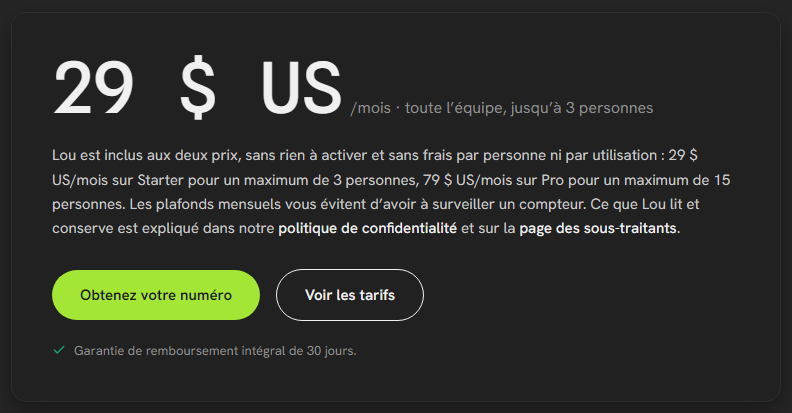 29 $ US /mois · toute l’équipe, jusqu’à 3 personnes
Lou est inclus aux deux prix, sans rien à activer et sans frais par personne ni par utilisation : 29 $
US/mois sur Starter pour un maximum de 3 personnes, 79 $ US/mois sur Pro pour un maximum de 15
personnes. Les plafonds mensuels vous évitent d’avoir à surveiller un compteur. Ce que Lou lit et
conserve est expliqué dans notre politique de confidentialité et sur la page des sous-traitants.
Obtenez votre numéro
Voir les tarifs
Garantie de remboursement intégral de 30 jours.